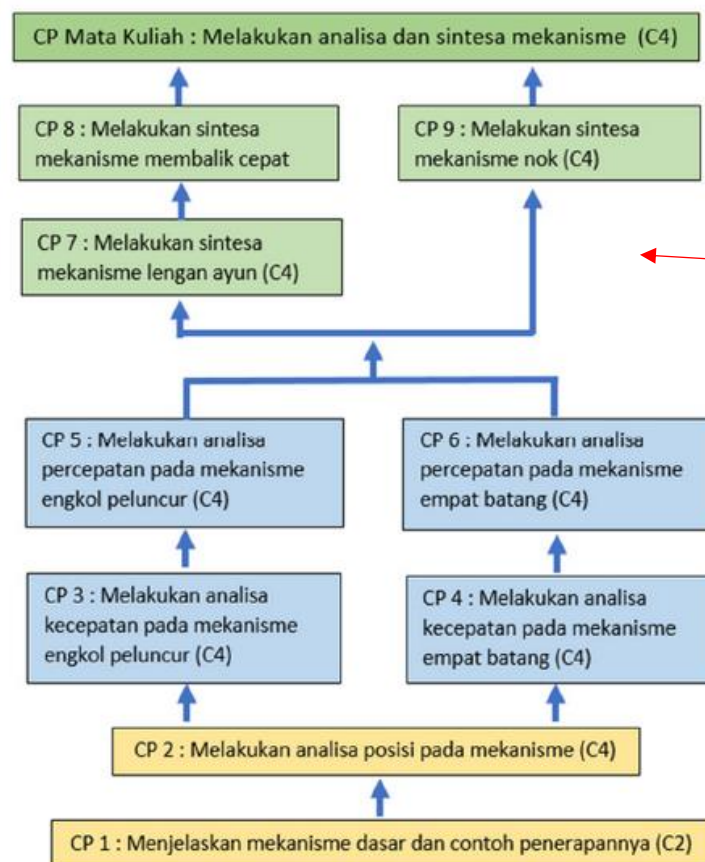 CP Mata Kuliah : Melakukan analisa dan sintesa mekanisme (C4)
CP 8 : Melakukan sintesa
mekanisme membalik cepat
CP 9 : Melakukan sintesa
mekanisme nok (C4)
CP 7 : Melakukan sintesa
mekanisme lengan ayun (C4)
CP 5 : Melakukan analisa
percepatan pada mekanisme
engkol peluncur (C4)
CP 6 : Melakukan analisa
percepatan pada mekanisme
empat batang (C4)
CP 3 : Melakukan analisa
kecepatan pada mekanisme
engkol peluncur (C4)
CP 4 : Melakukan analisa
kecepatan pada mekanisme
empat batang (C4)
CP 2 : Melakukan analisa posisi pada mekanisme (C4)
CP 1 : Menjelaskan mekanisme dasar dan contoh penerapannya (C2)